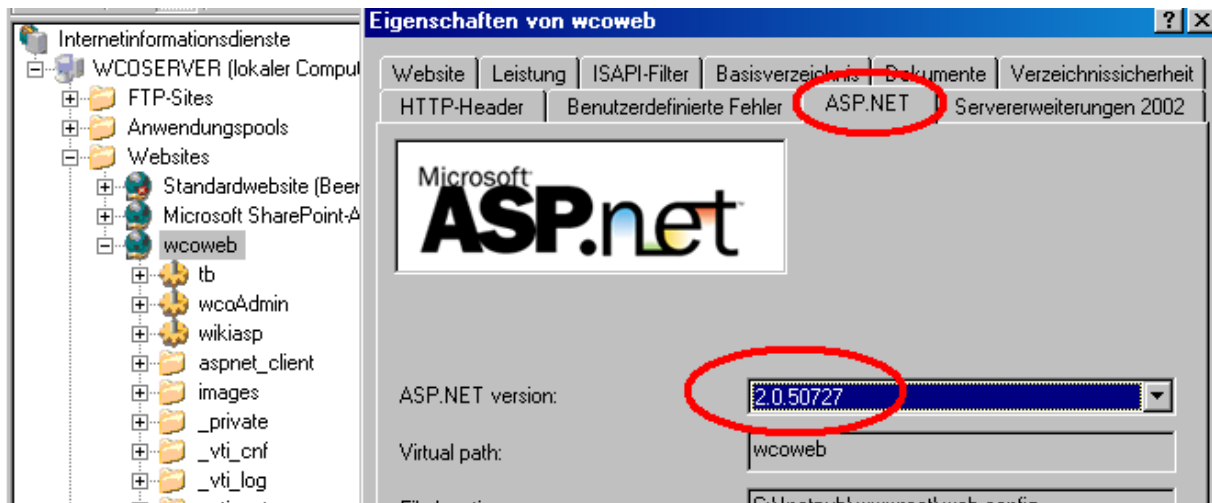 Internetinformationsdienste
WCOSERVER (lokaler Comput
FTP-Sites
Anwendungspools
Websites
Standardwebsite (Beer
Microsoft SharePoint-A
wcoweb
tb
wcoAdmin
wikiasp
aspnet_client
images
_private
_vti_cnf
_vti_log
Eigenschaften von wcoweb
Website Leistung ISAPI-Filter Basisverzeichnis Dokumente Verzeichnissicherheit
HTTP-Header Benutzerdefinierte Fehler ASP.NET Servererweiterungen 2002
Microsoft
ASP.net
ASP.NET version: 2.0.50727
Virtual path: wcoweb